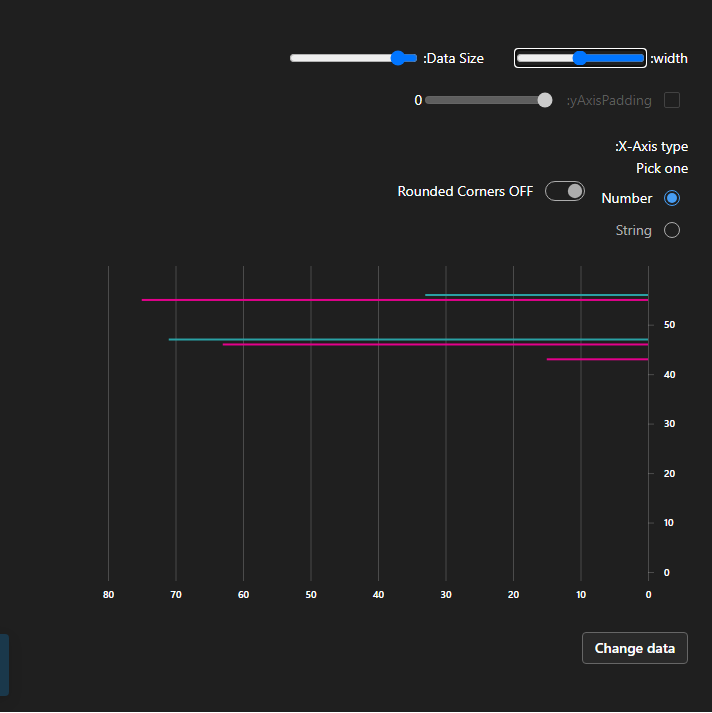 :width
:Data Size
:yAxisPadding
0
:X-Axis type
Pick one
Number
Rounded Corners OFF
String
50
40
30
20
10
0
80 70 60 50 40 30 20 10 0
Change data